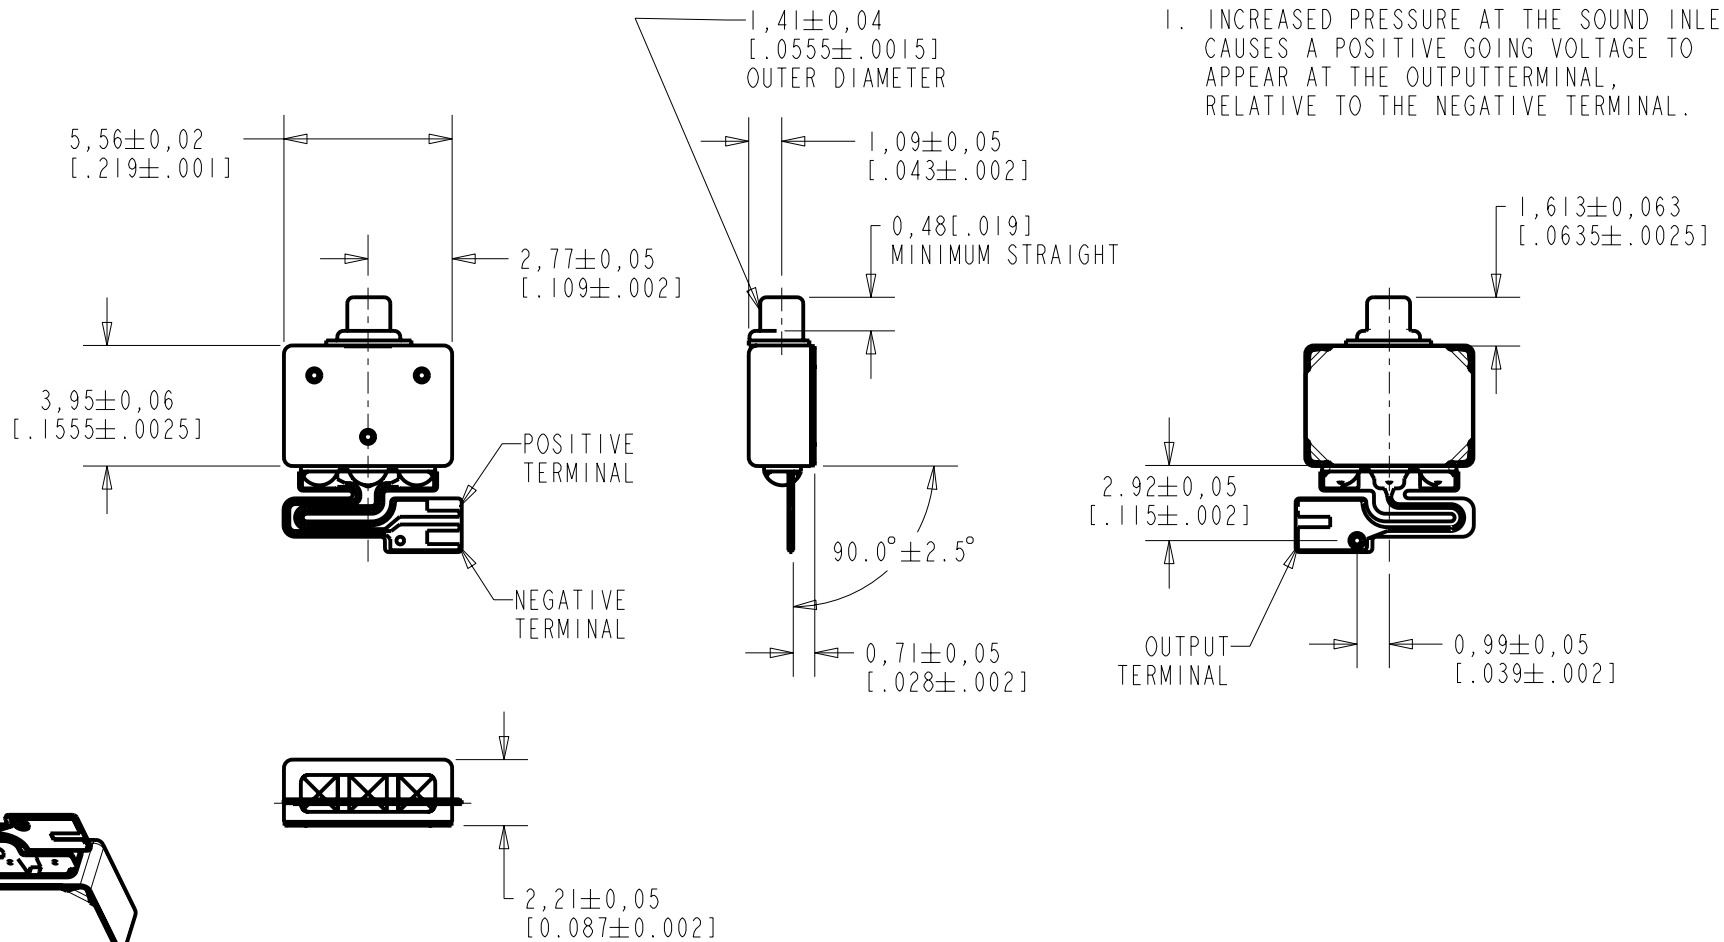 1,41±0,04
[.0555±.0015]
OUTER DIAMETER
1. INCREASED PRESSURE AT THE SOUND INLE
CAUSES A POSITIVE GOING VOLTAGE TO
APPEAR AT THE OUTPUTTERMINAL,
RELATIVE TO THE NEGATIVE TERMINAL.
5,56±0,02
[.219±.001]
1,09±0,05
[.043±.002]
0,48[.019]
MINIMUM STRAIGHT
1,613±0,063
[.0635±.0025]
2,77±0,05
[.109±.002]
3,95±0,06
[.1555±.0025]
POSITIVE
TERMINAL
2.92±0,05
[.115±.002]
90.0°±2.5°
NEGATIVE
TERMINAL
0,71±0,05
[.028±.002]
OUTPUT
TERMINAL
0,99±0,05
[.039±.002]
2,21±0,05
[0.087±0.002]